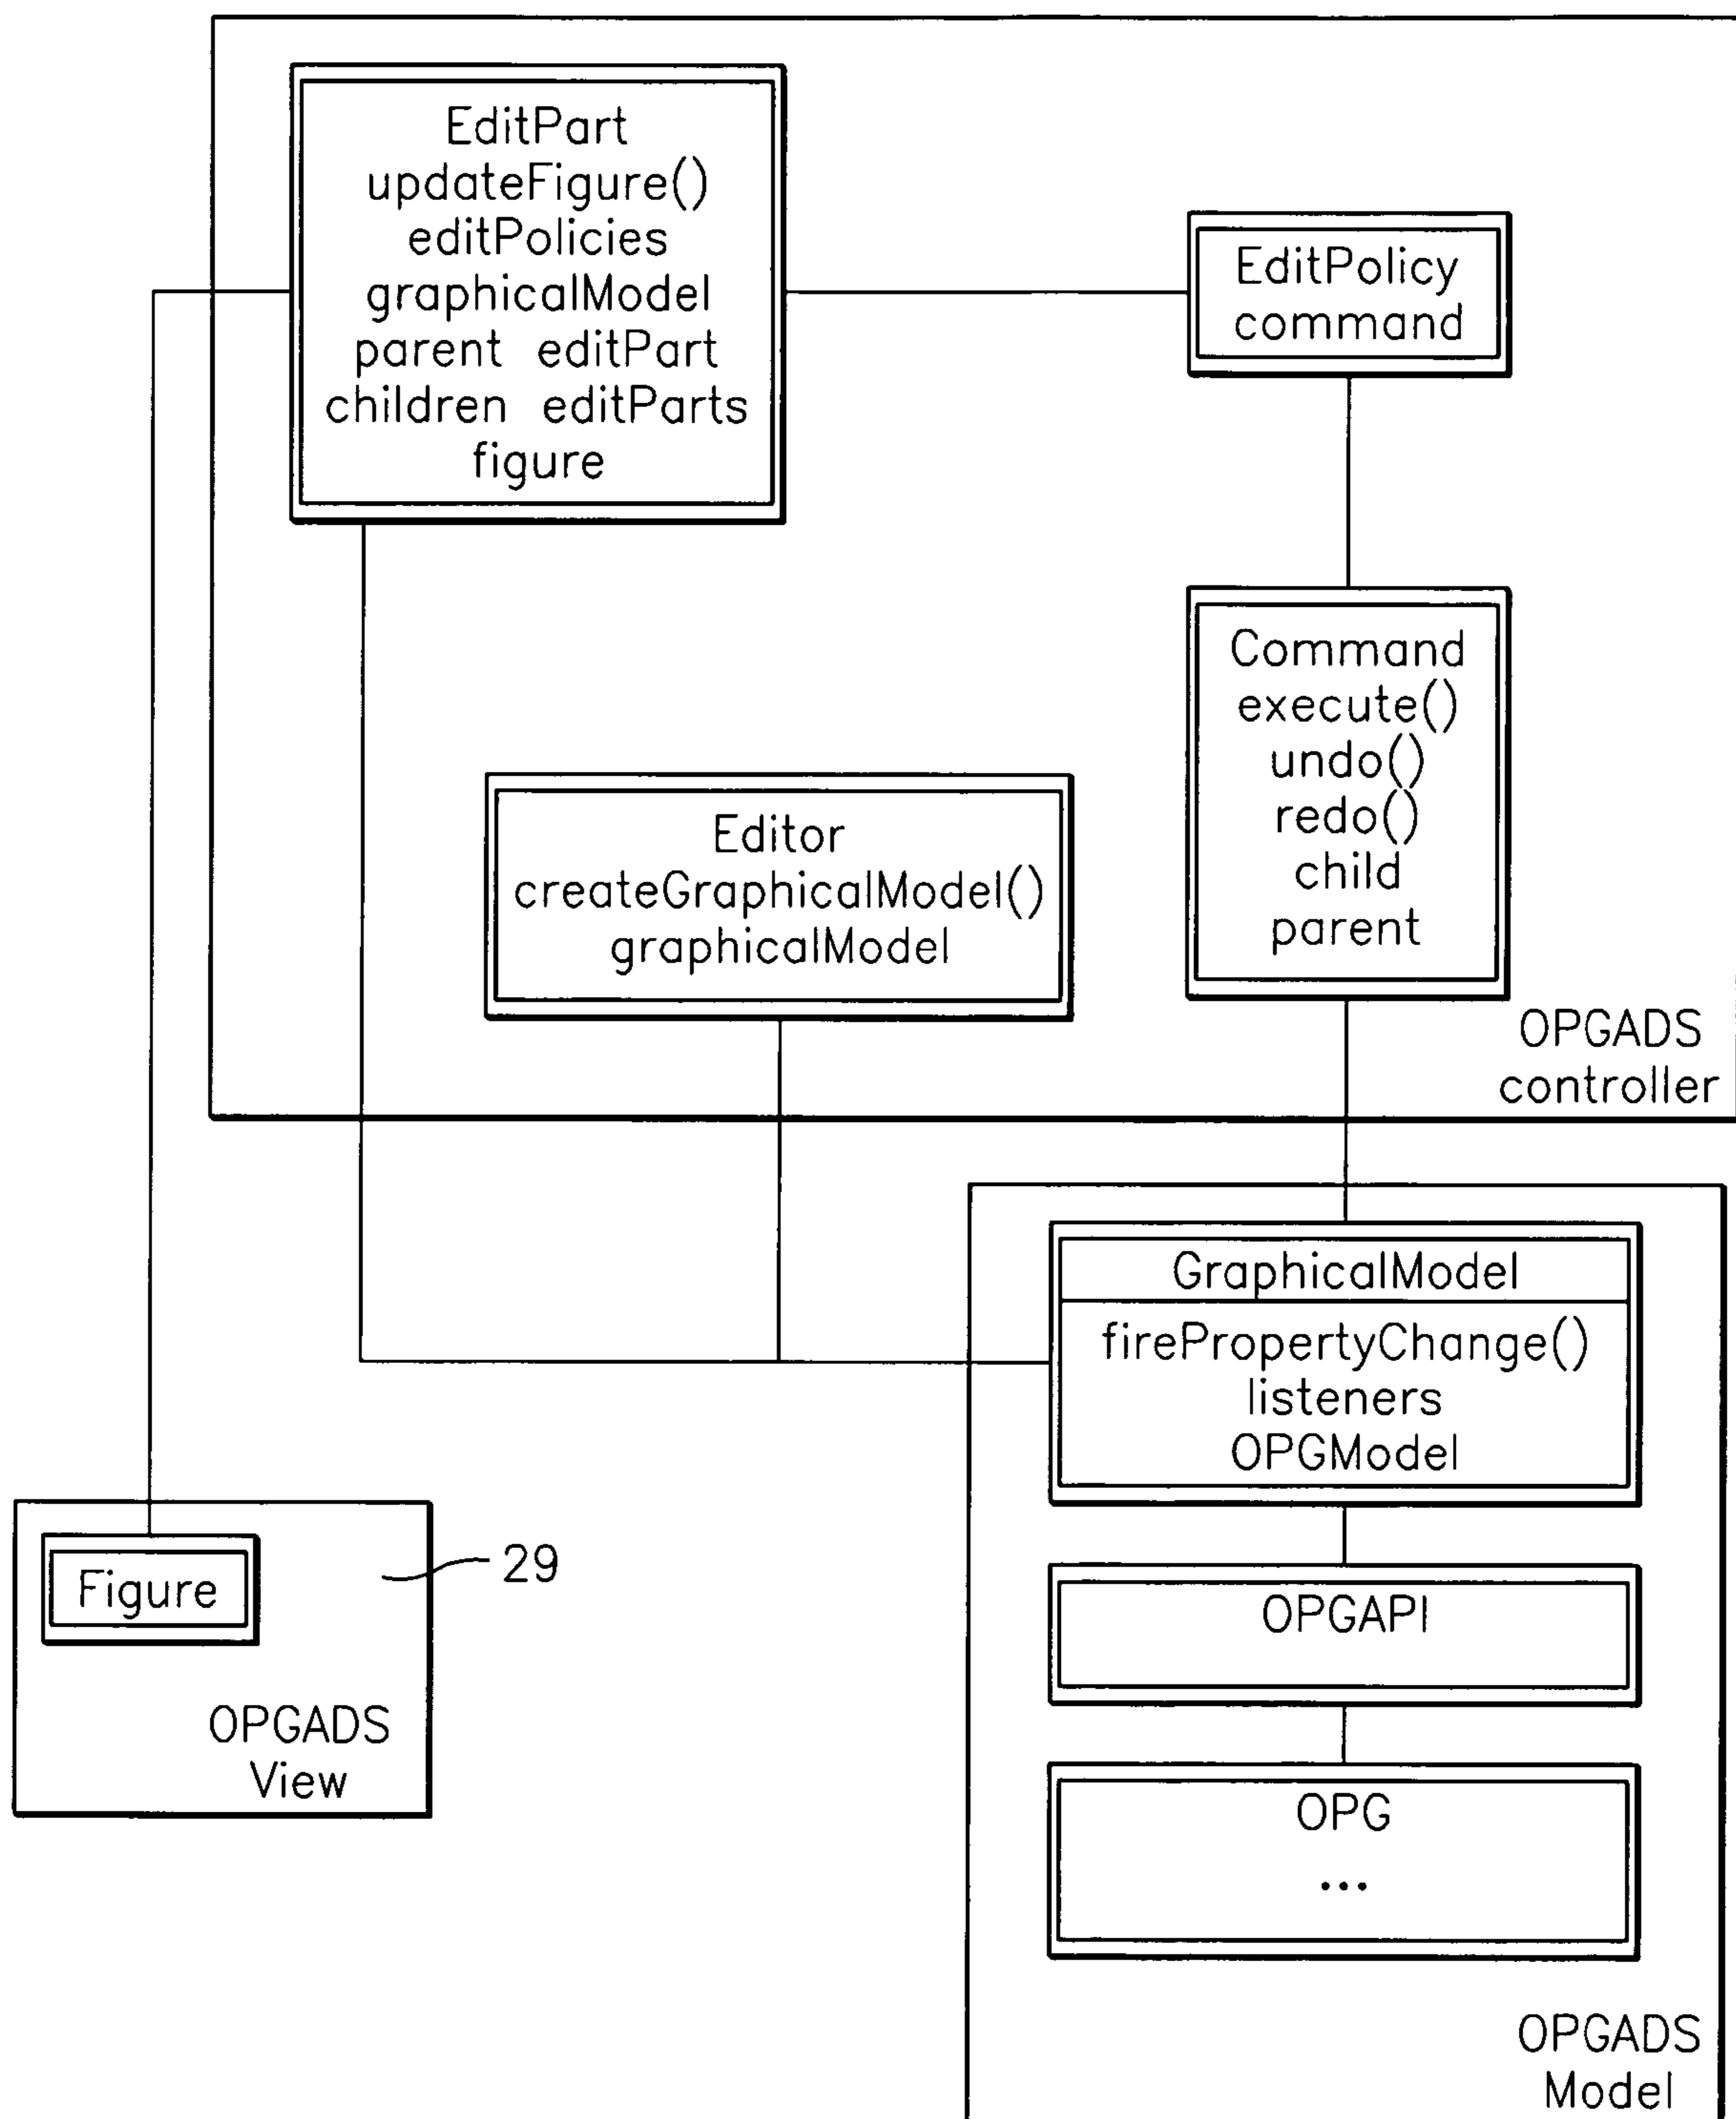 EditPart
updateFigure()
editPolicies
graphicalModel
parent editPart
children editParts
figure
EditPolicy
command
Command
execute()
undo()
redo()
child
parent
Editor
createGraphicalModel()
graphicalModel
OPGADS
controller
GraphicalModel
firePropertyChange()
listeners
OPGModel
Figure
29
OPGADS
View
OPGAPI
OPG
...
OPGADS
Model